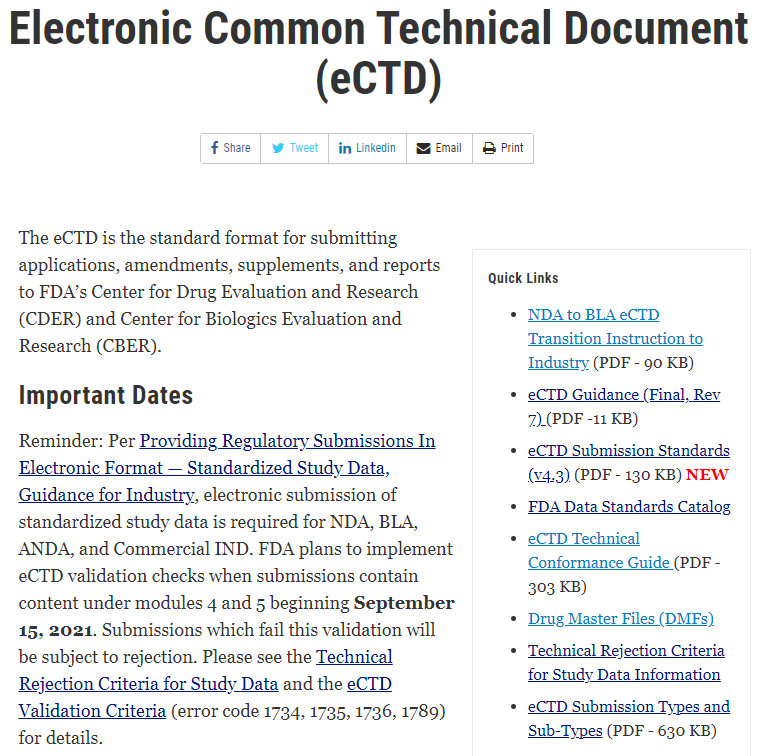 Electronic Common Technical Document
(eCTD)
Share Tweet Linkedin Email Print
The eCTD is the standard format for submitting
applications, amendments, supplements, and reports
to FDA’s Center for Drug Evaluation and Research
(CDER) and Center for Biologics Evaluation and
Research (CBER).
Important Dates
Reminder: Per Providing Regulatory Submissions In
Electronic Format — Standardized Study Data,
Guidance for Industry, electronic submission of
standardized study data is required for NDA, BLA,
ANDA, and Commercial IND. FDA plans to implement
eCTD validation checks when submissions contain
content under modules 4 and 5 beginning September
15, 2021. Submissions which fail this validation will
be subject to rejection. Please see the Technical
Rejection Criteria for Study Data and the eCTD
Validation Criteria (error code 1734, 1735, 1736, 1789)
for details.
Quick Links
• NDA to BLA eCTD
Transition Instruction to
Industry (PDF - 90 KB)
• eCTD Guidance (Final, Rev
7) (PDF -11 KB)
• eCTD Submission Standards
(v4.3) (PDF - 130 KB) NEW
• FDA Data Standards Catalog
• eCTD Technical
Conformance Guide (PDF -
303 KB)
• Drug Master Files (DMFs)
• Technical Rejection Criteria
for Study Data Information
• eCTD Submission Types and
Sub-Types (PDF - 630 KB)